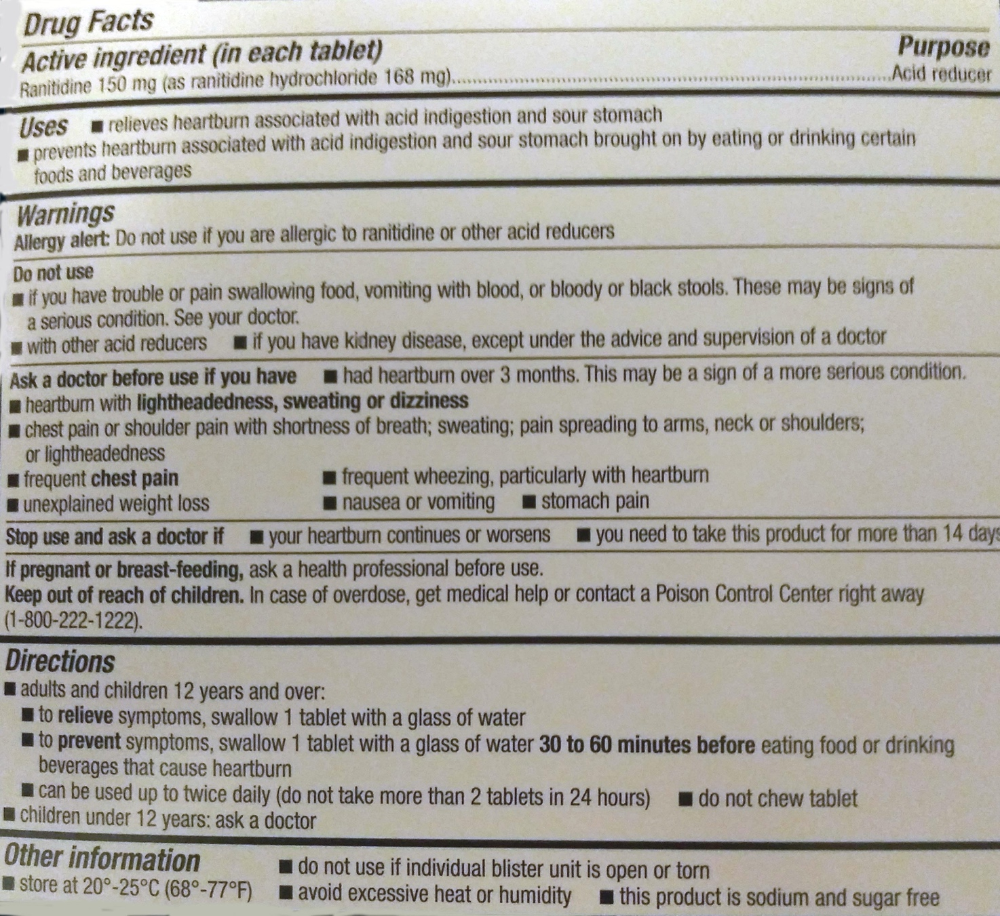 Drug Facts
Active ingredient (in each tablet) Purpose
Ranitidine 150 mg (as ranitidine hydrochloride 168 mg)..........Acid reducer
Uses ■ relieves heartburn associated with acid indigestion and sour stomach
■ prevents heartburn associated with acid indigestion and sour stomach brought on by eating or drinking certain
foods and beverages
Warnings
Allergy alert: Do not use if you are allergic to ranitidine or other acid reducers
Do not use
■ if you have trouble or pain swallowing food, vomiting with blood, or bloody or black stools. These may be signs of
a serious condition. See your doctor.
■ with other acid reducers ■ if you have kidney disease, except under the advice and supervision of a doctor
Ask a doctor before use if you have ■ had heartburn over 3 months. This may be a sign of a more serious condition.
■ heartburn with lightheadedness, sweating or dizziness
■ chest pain or shoulder pain with shortness of breath; sweating; pain spreading to arms, neck or shoulders;
or lightheadedness
■ frequent chest pain ■ frequent wheezing, particularly with heartburn
■ unexplained weight loss ■ nausea or vomiting ■ stomach pain
Stop use and ask a doctor if ■ your heartburn continues or worsens ■ you need to take this product for more than 14 days
If pregnant or breast-feeding, ask a health professional before use.
Keep out of reach of children. In case of overdose, get medical help or contact a Poison Control Center right away
(1-800-222-1222).
Directions
■ adults and children 12 years and over:
■ to relieve symptoms, swallow 1 tablet with a glass of water
■ to prevent symptoms, swallow 1 tablet with a glass of water 30 to 60 minutes before eating food or drinking
beverages that cause heartburn
■ can be used up to twice daily (do not take more than 2 tablets in 24 hours) ■ do not chew tablet
■ children under 12 years: ask a doctor
Other information ■ do not use if individual blister unit is open or torn
■ store at 20°-25°C (68°-77°F) ■ avoid excessive heat or humidity ■ this product is sodium and sugar free